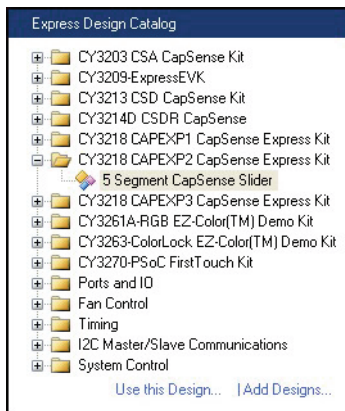 Express Design Catalog
CY3203 CSA CapSense Kit
CY3209-ExpressEVK
CY3213 CSD CapSense Kit
CY3214D CSDR CapSense
CY3218 CAPEXP1 CapSense Express Kit
CY3218 CAPEXP2 CapSense Express Kit
5 Segment CapSense Slider
CY3218 CAPEXP3 CapSense Express Kit
CY3261A-RGB EZ-Color(TM) Demo Kit
CY3263-ColorLock EZ-Color(TM) Demo Kit
CY3270-PSoC FirstTouch Kit
Ports and IO
Fan Control
Timing
I2C Master/Slave Communications
System Control
Use this Design... | Add Designs...